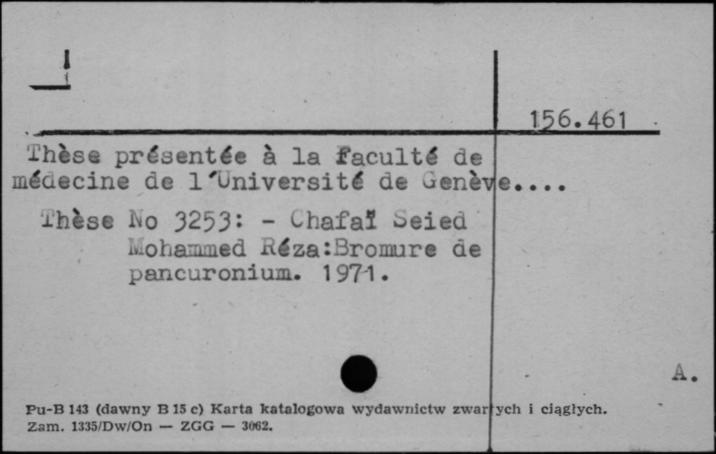 156.461
Thèse présentée à la Faculté de
médecine de l'Université de Genève....
Thèse No 3253: - Chafaï Seied
Mohammed Réza:Bromure de
pancuronium. 1971.
A.
Pu-B 143 (dawny B 15 c) Karta katalogowa wydawnictw zwartych i ciągłych.
Zam. 1335/Dw/On — ZGG — 3062.